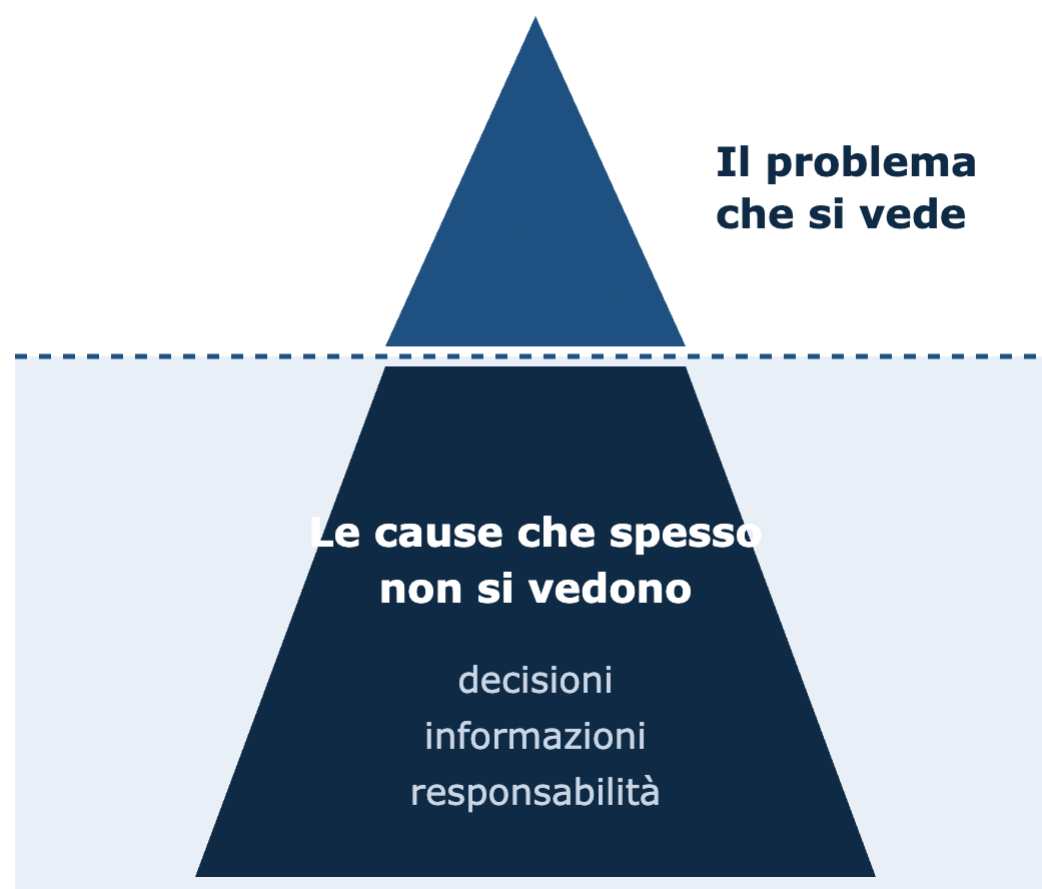 Il problema
che si vede
Le cause che spesso
non si vedono
decisioni
informazioni
responsabilità